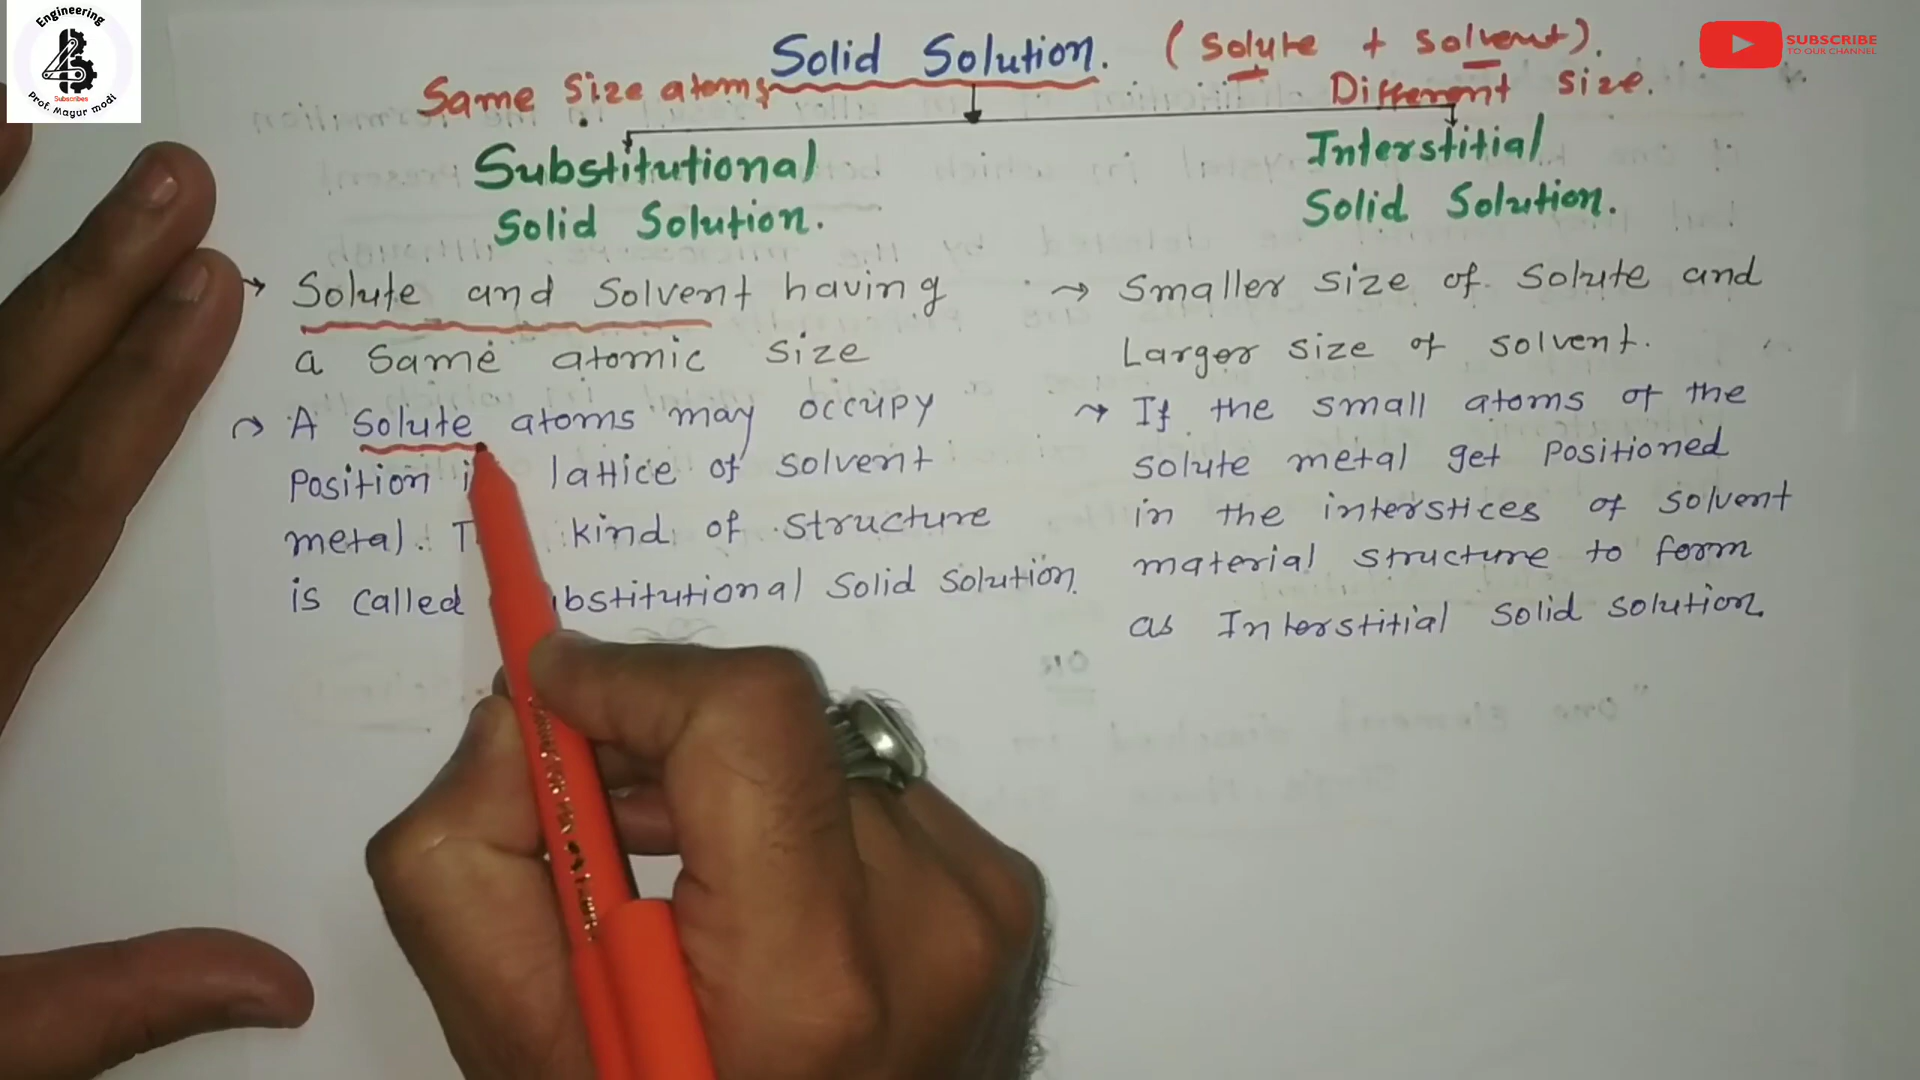 Engineering
Subscribes
Prof. Mayur modi
SUBSCRIBE
TO OUR CHANNEL
Solid Solution. (Solute + Solvent).
Same Size atoms Different size.
Substitutional
Solid Solution.
Interstitial
Solid Solution.
→ Solute and Solvent having
a Same atomic size
→ A Solute atoms may occupy
Position lattice of solvent
metal. kind of structure
is called Solid Solution.
→ Smaller size of solute and
Larger size of solvent.
→ If the small atoms of the
solute metal get Positioned
in the interstices of solvent
material structure to form
as Interstitial Solid solution.
OR